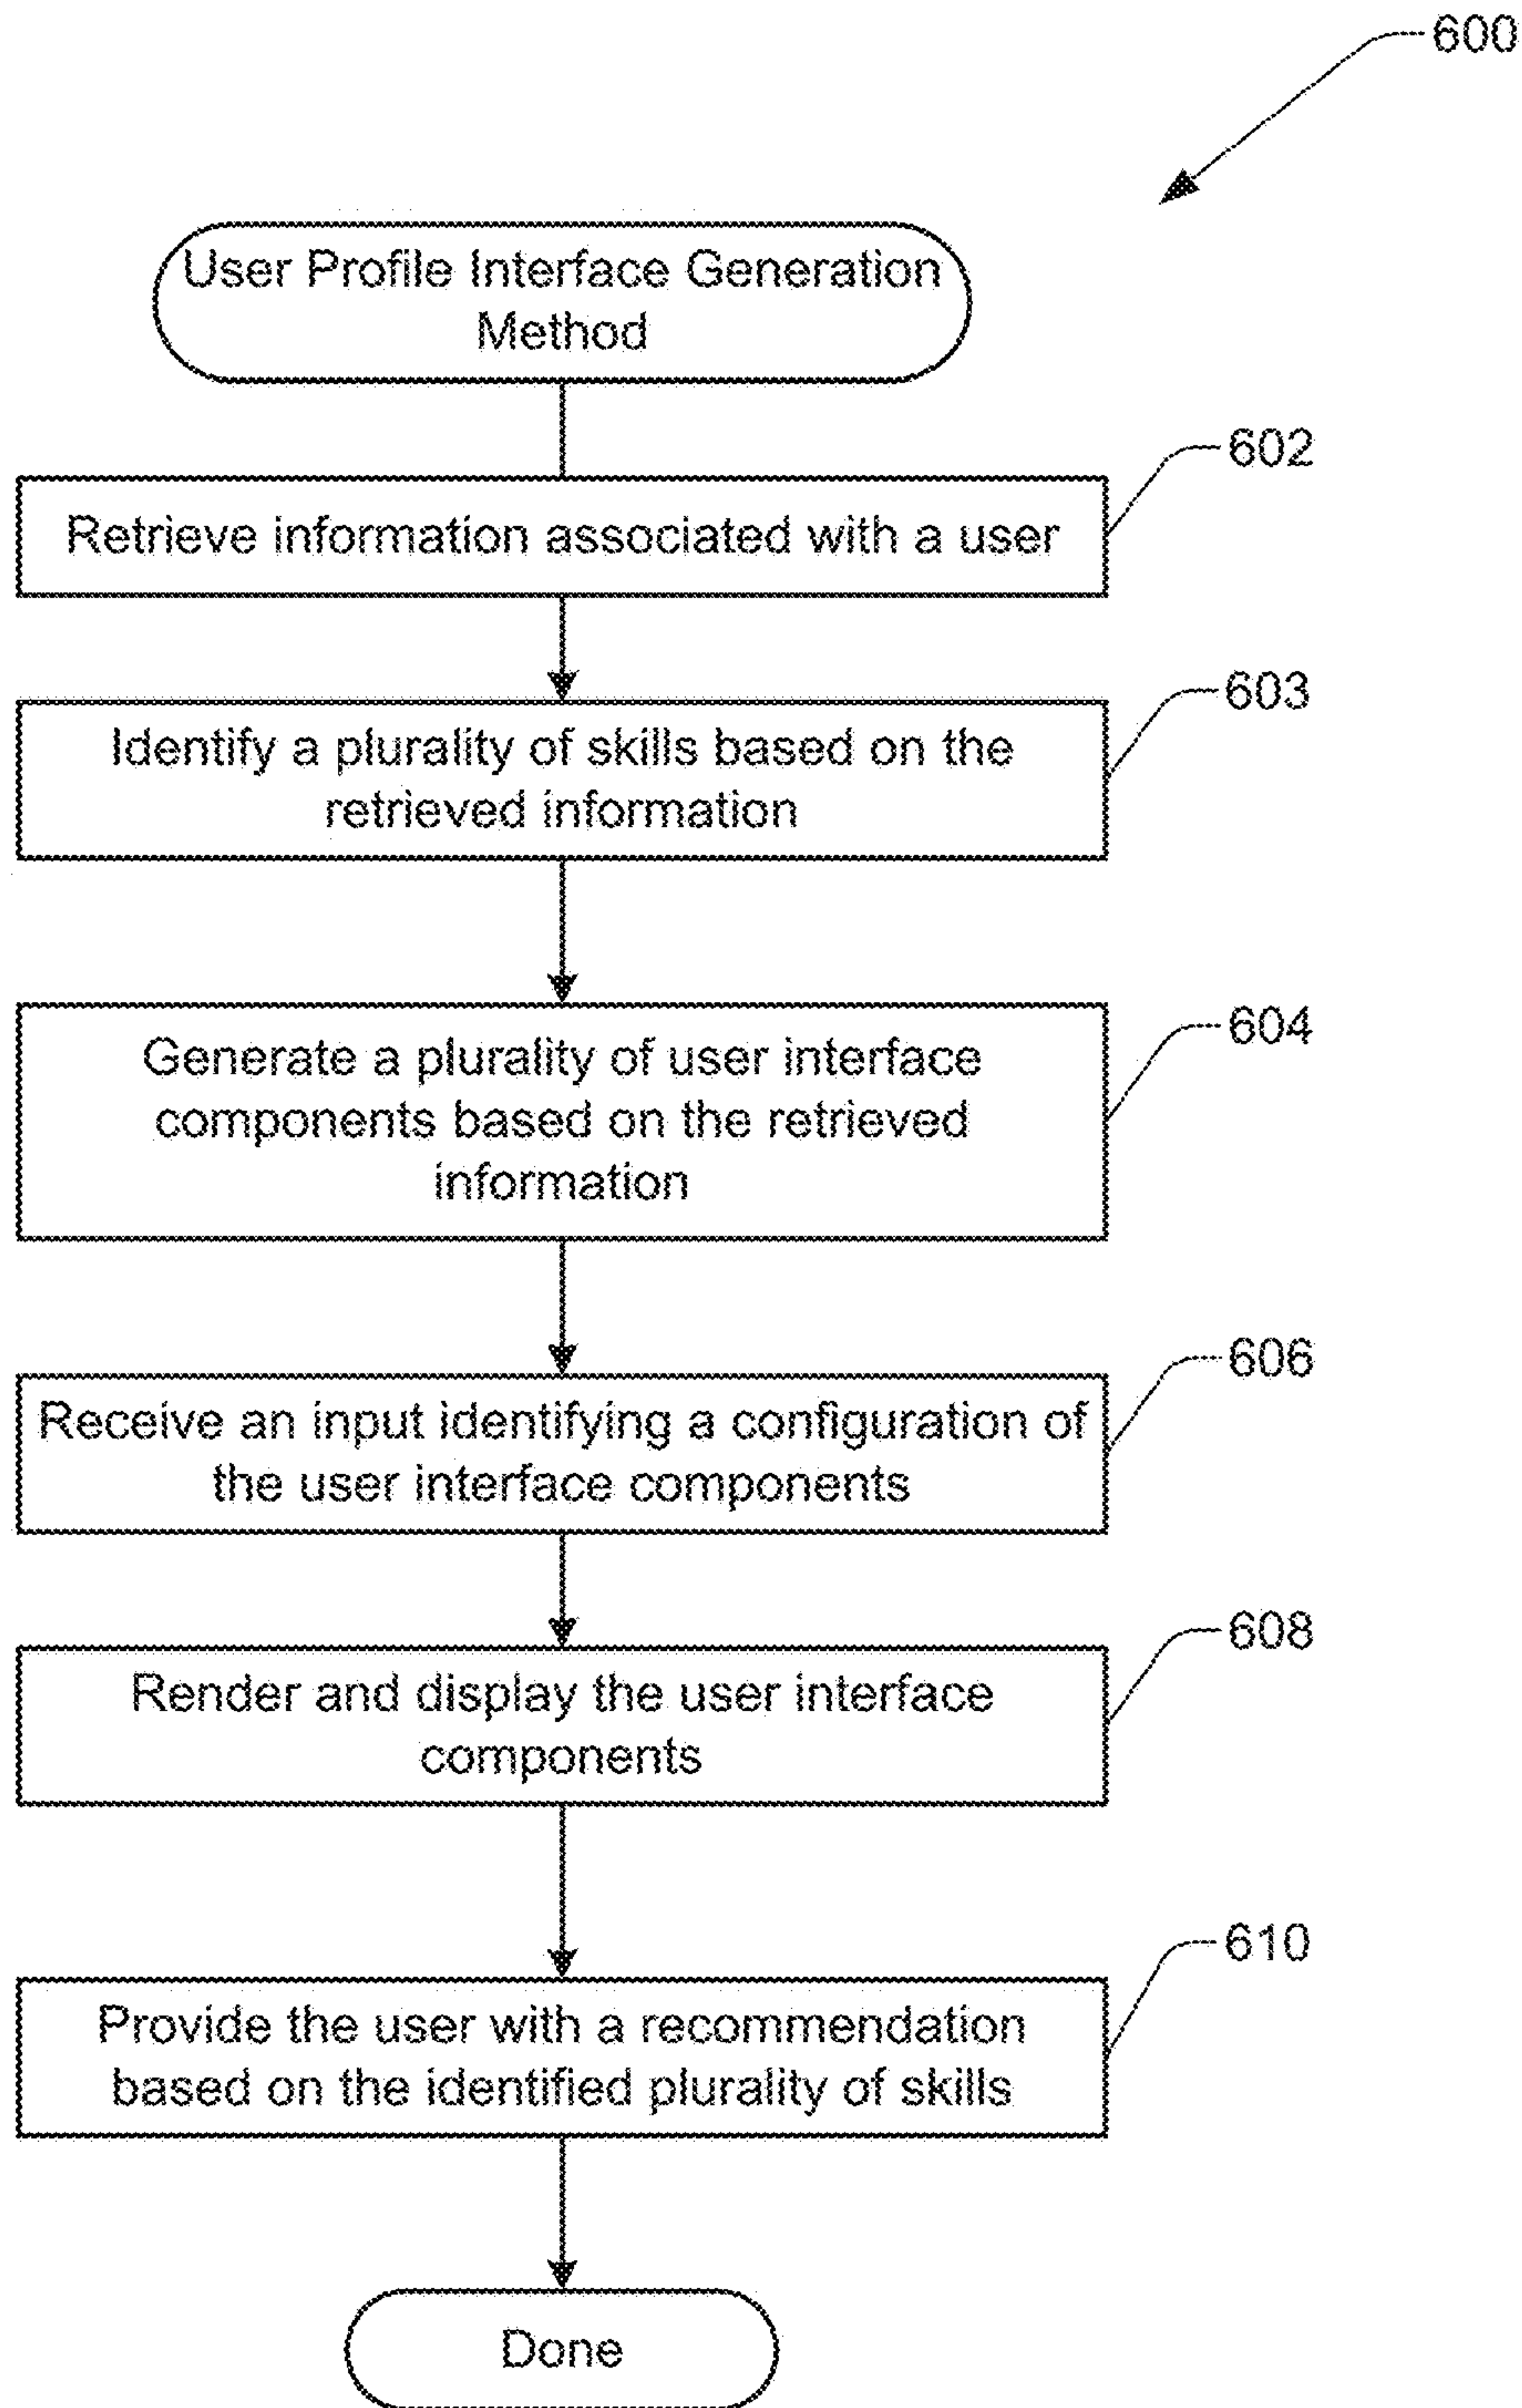 600
User Profile Interface Generation
Method
602
Retrieve information associated with a user
603
Identify a plurality of skills based on the
retrieved information
604
Generate a plurality of user interface
components based on the retrieved
information
606
Receive an input identifying a configuration of
the user interface components
608
Render and display the user interface
components
610
Provide the user with a recommendation
based on the identified plurality of skills
Done